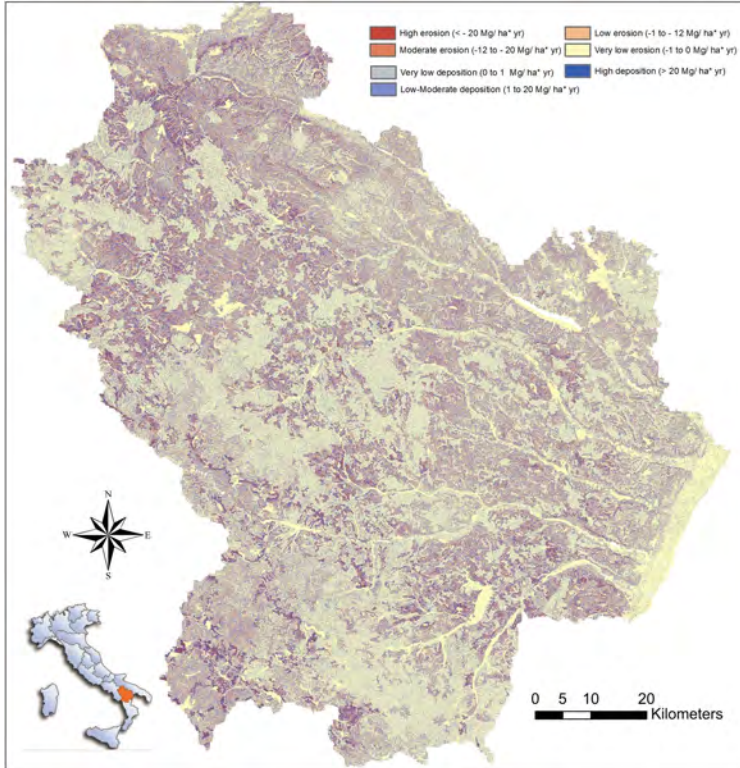 High erosion (< - 20 Mg/ ha* yr)
Moderate erosion (-12 to - 20 Mg/ ha* yr)
Very low deposition (0 to 1 Mg/ ha* yr)
Low-Moderate deposition (1 to 20 Mg/ ha* yr)
Low erosion (-1 to - 12 Mg/ ha* yr)
Very low erosion (-1 to 0 Mg/ ha* yr)
High deposition (> 20 Mg/ ha* yr)
N
W E
S
0 5 10 20
Kilometers